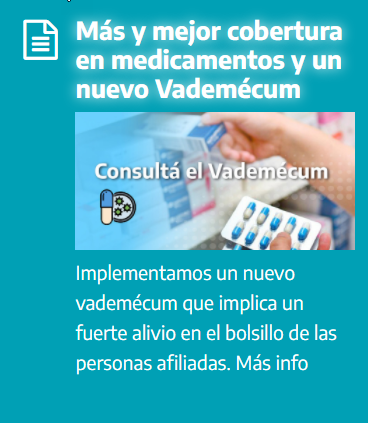 Más y mejor cobertura
en medicamentos y un
nuevo Vademécum
Consultá el Vademécum
Implementamos un nuevo
vademécum que implica un
fuerte alivio en el bolsillo de las
personas afiliadas. Más info